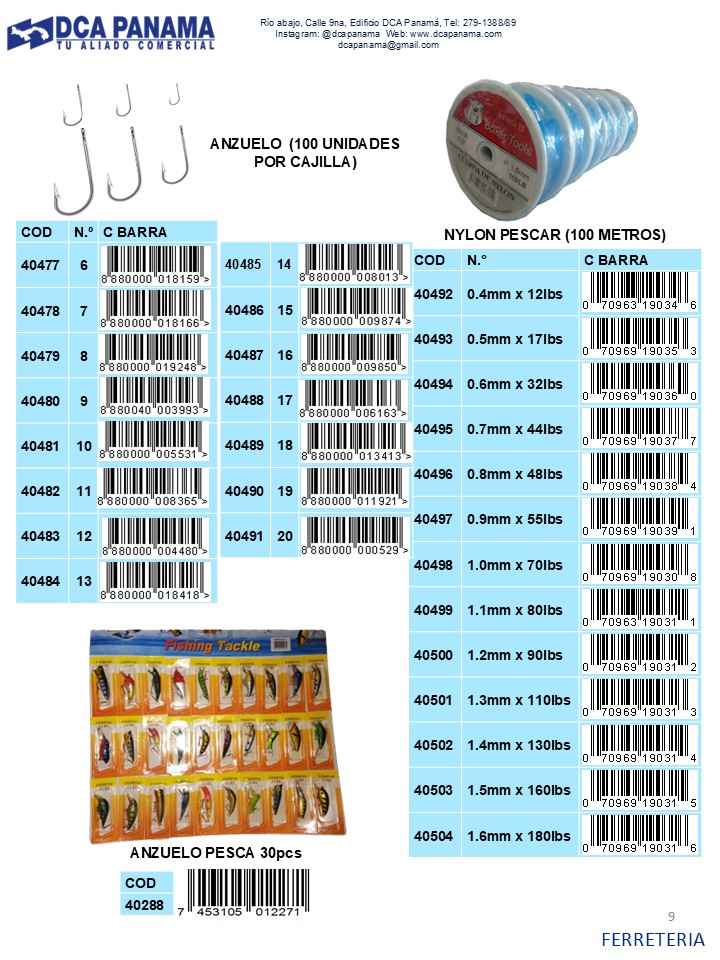 DCA PANAMA
TU ALIADO COMERCIAL
Río abajo, Calle 9na, Edificio DCA Panamá, Tel: 279-1388/89
Instagram: @dcapanama Web: www.dcapanama.com
dcapanama@gmail.com
ANZUELO (100 UNIDADES
POR CAJILLA)
COD N.º C BARRA
40477 6 8 880000 018159 >
40478 7 8 880000 018166 >
40479 8 8 880000 019248 >
40480 9 8 880040 003993 >
40481 10 8 880000 005531 >
40482 11 8 880000 008365 >
40483 12 8 880000 004480 >
40484 13 8 880000 018418 >
40485 14 8 880000 008013 >
40486 15 8 880000 009874 >
40487 16 8 880000 009850 >
40488 17 8 880000 006163 >
40489 18 8 880000 013413 >
40490 19 8 880000 011921 >
40491 20 8 880000 000529 >
Boxer Tools
100LB
NYLON PESCAR (100 METROS)
COD N.° C BARRA
40492 0.4mm x 12lbs 0 70963 19034 6
40493 0.5mm x 17lbs 0 70969 19035 3
40494 0.6mm x 32lbs 0 70969 19036 0
40495 0.7mm x 44lbs 0 70969 19037 7
40496 0.8mm x 48lbs 0 70969 19038 4
40497 0.9mm x 55lbs 0 70969 19039 1
40498 1.0mm x 70lbs 0 70969 19030 8
40499 1.1mm x 80lbs 0 70963 19031 1
40500 1.2mm x 90lbs 0 70969 19031 2
40501 1.3mm x 110lbs 0 70969 19031 3
40502 1.4mm x 130lbs 0 70969 19031 4
40503 1.5mm x 160lbs 0 70969 19031 5
40504 1.6mm x 180lbs 0 70969 19031 6
Fishing Tackle
ANZUELO PESCA 30pcs
COD
40288
7 453105 012271
9
FERRETERIA